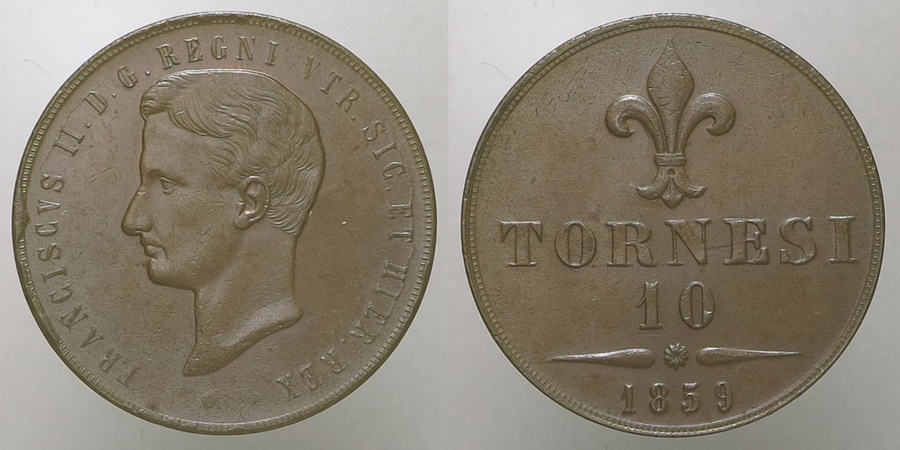 FRANCISCVS II. D. G. REGNI VTR. SIC. ET HIER. REX
TORNESI
10
1859